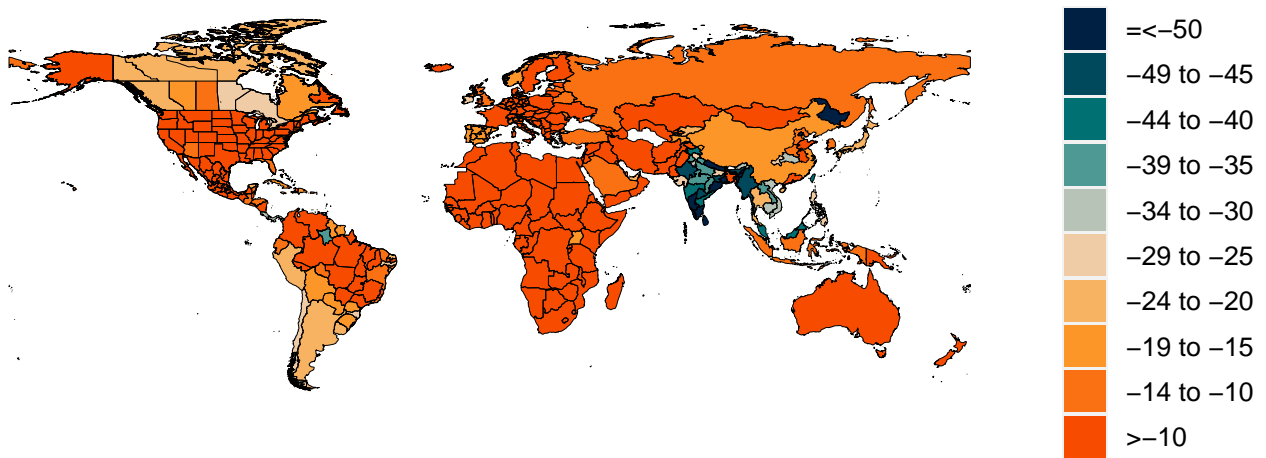 =<−50
−49 to −45
−44 to −40
−39 to −35
−34 to −30
−29 to −25
−24 to −20
−19 to −15
−14 to −10
>−10